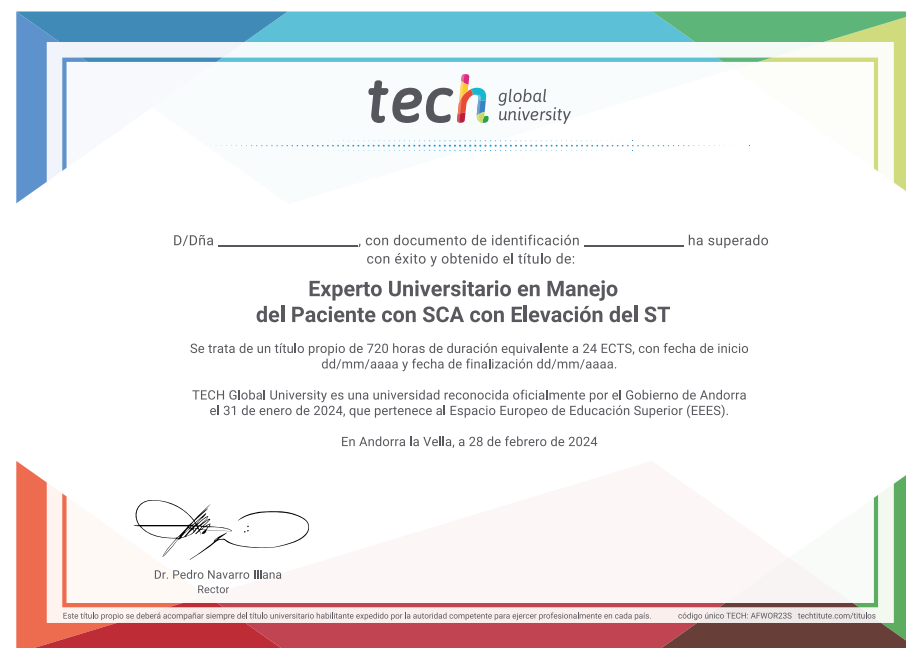 tech global university
D/Dña , con documento de identificación ha superado
con éxito y obtenido el título de:
Experto Universitario en Manejo
del Paciente con SCA con Elevación del ST
Se trata de un título propio de 720 horas de duración equivalente a 24 ECTS, con fecha de inicio
dd/mm/aaaa y fecha de finalización dd/mm/aaaa.
TECH Global University es una universidad reconocida oficialmente por el Gobierno de Andorra
el 31 de enero de 2024, que pertenece al Espacio Europeo de Educación Superior (EEES).
En Andorra la Vella, a 28 de febrero de 2024
Dr. Pedro Navarro Illana
Rector
Este título propio se deberá acompañar siempre del título universitario habilitante expedido por la autoridad competente para ejercer profesionalmente en cada país. código único TECH: AFWOR23S techtitute.com/titulos